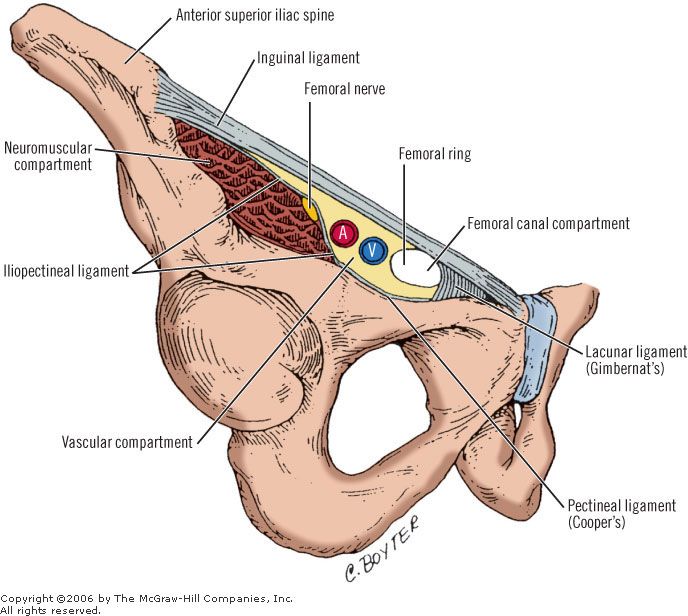 Anterior superior iliac spine
Inguinal ligament
Femoral nerve
Neuromuscular
compartment
Femoral ring
Femoral canal compartment
A
V
Iliopectineal ligament
Lacunar ligament
(Gimbernat's)
Vascular compartment
Pectineal ligament
(Cooper's)
C. BOYTER
Copyright ©2006 by The McGraw-Hill Companies, Inc.
All rights reserved.